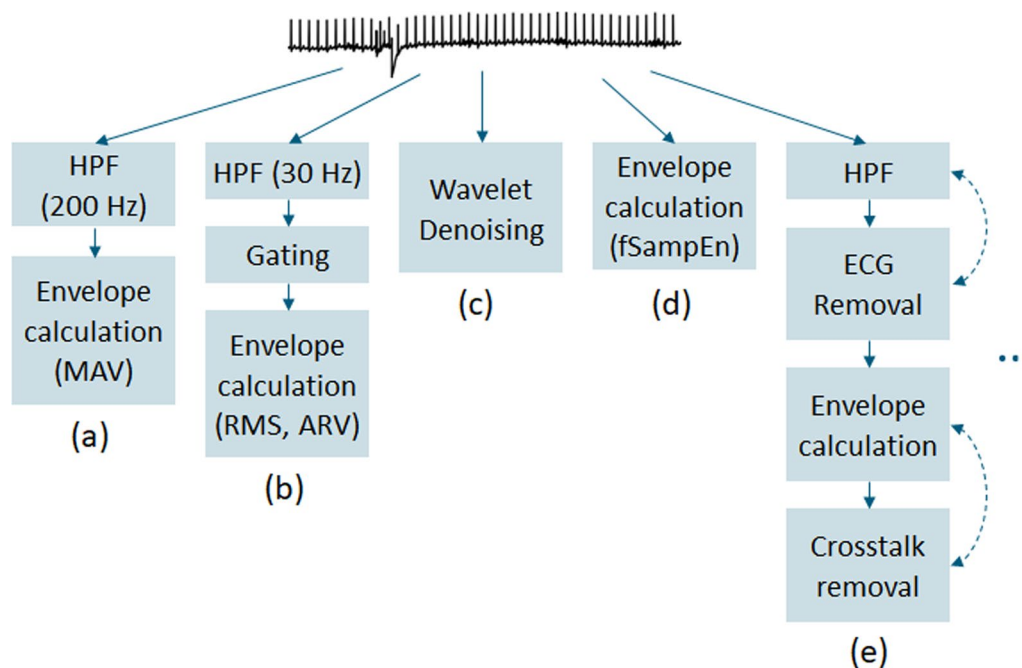 HPF
(200 Hz)
Envelope
calculation
(MAV)
(a)
HPF (30 Hz)
Gating
Envelope
calculation
(RMS, ARV)
(b)
Wavelet
Denoising
(c)
Envelope
calculation
(fSampEn)
(d)
HPF
ECG
Removal
Envelope
calculation
Crosstalk
removal
(e)
..